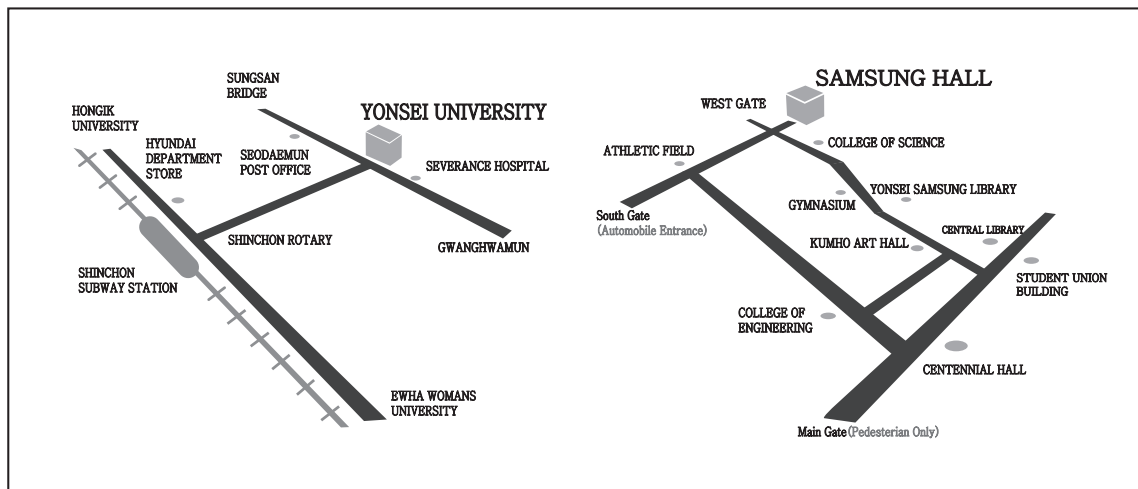 SUNGSAN
BRIDGE
HONGIK
UNIVERSITY
YONSEI UNIVERSITY
HYUNDAI
DEPARTMENT
STORE
SEODAEMUN
POST OFFICE
SEVERANCE HOSPITAL
SHINCHON ROTARY
GWANGHWAMUN
SHINCHON
SUBWAY STATION
EWHA WOMANS
UNIVERSITY
SAMSUNG HALL
WEST GATE
COLLEGE OF SCIENCE
ATHLETIC FIELD
YONSEI SAMSUNG LIBRARY
GYMNASIUM
South Gate
(Automobile Entrance)
CENTRAL LIBRARY
KUMHO ART HALL
STUDENT UNION
BUILDING
COLLEGE OF
ENGINEERING
CENTENNIAL HALL
Main Gate (Pedesterian Only)